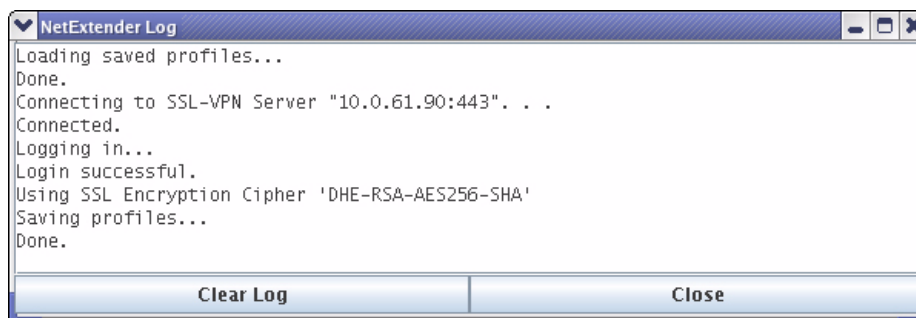 NetExtender Log
Loading saved profiles...
Done.
Connecting to SSL-VPN Server "10.0.61.90:443". . .
Connected.
Logging in...
Login successful.
Using SSL Encryption Cipher 'DHE-RSA-AES256-SHA'
Saving profiles...
Done.
Clear Log
Close